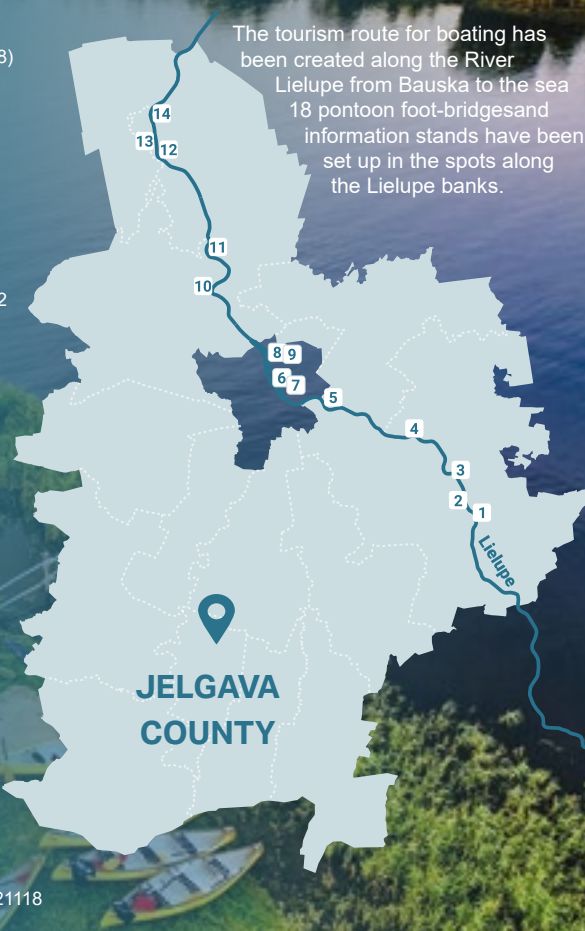 The tourism route for boating has
been created along the River
Lielupe from Bauska to the sea
18 pontoon foot-bridgesand
information stands have been
set up in the spots along
the Lielupe banks.
8)
14
13
12
11
10
2
8
9
6
7
5
4
3
2
1
Lielupe
JELGAVA
COUNTY
21118